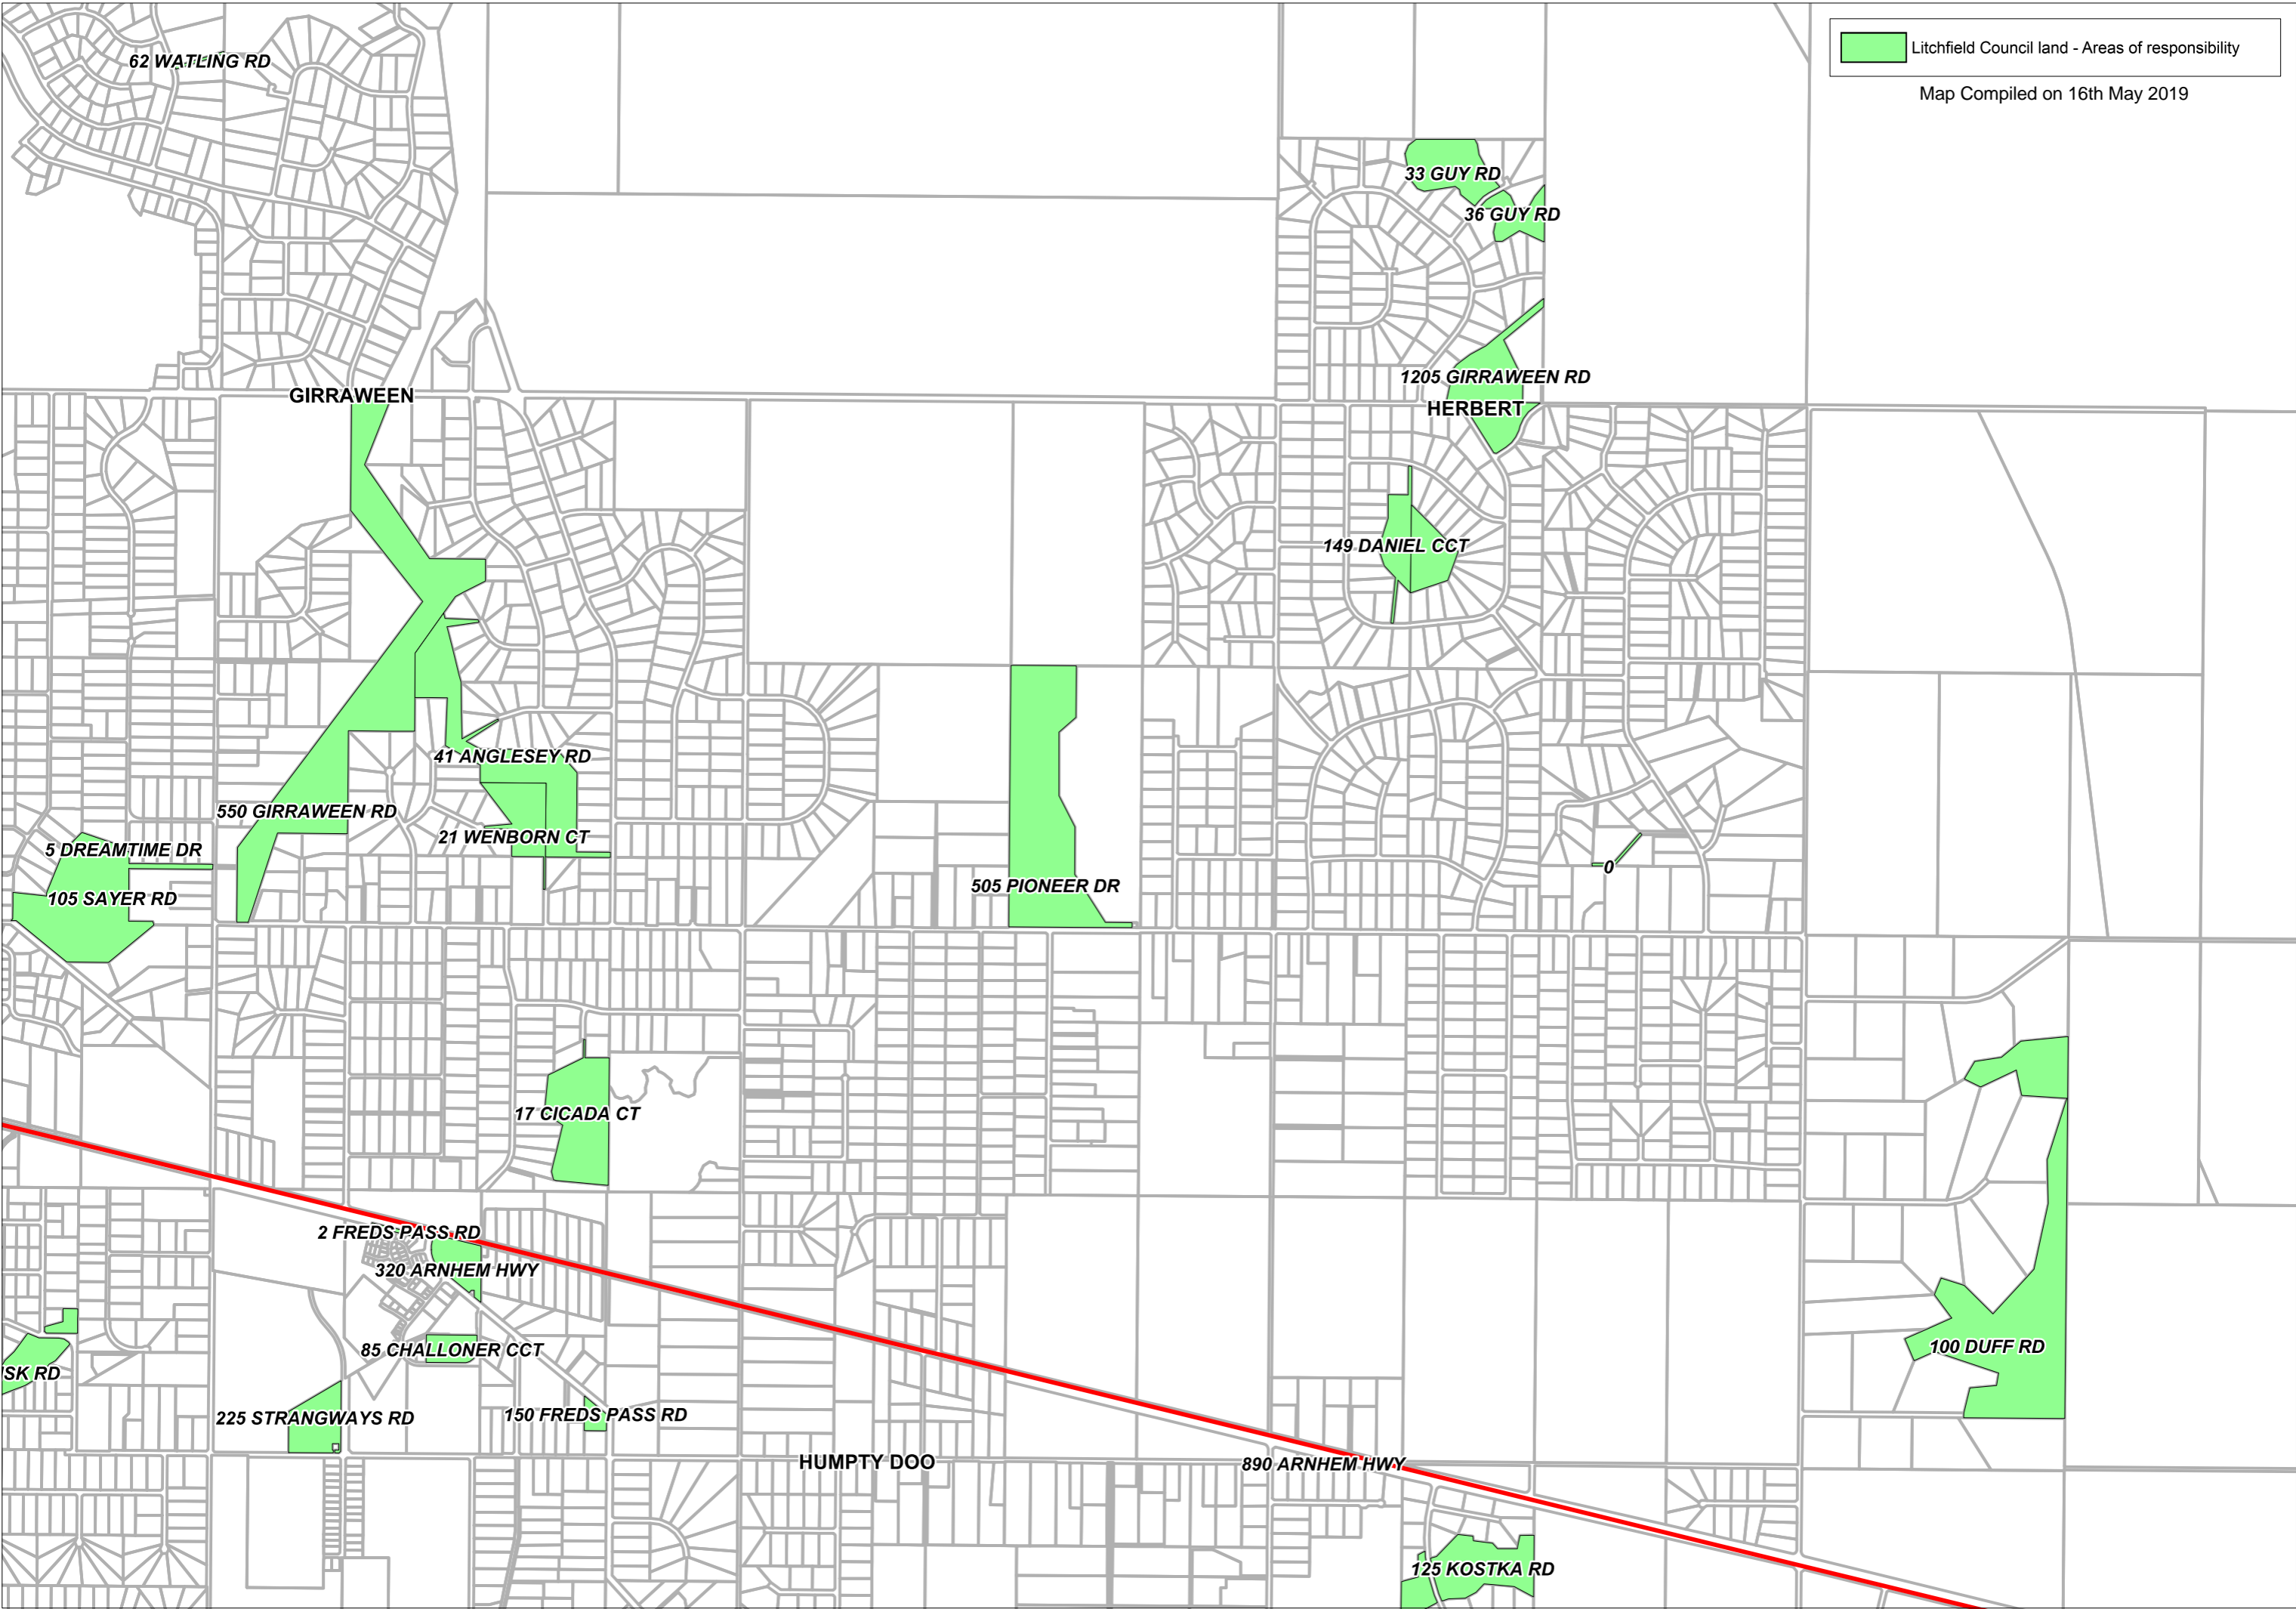 Litchfield Council land - Areas of responsibility
Map Compiled on 16th May 2019
62 WATLING RD
33 GUY RD
36 GUY RD
1205 GIRRAWEEN RD
GIRRAWEEN
HERBERT
149 DANIEL CCT
41 ANGLESEY RD
550 GIRRAWEEN RD
21 WENBORN CT
5 DREAMTIME DR
0
505 PIONEER DR
105 SAYER RD
17 CICADA CT
2 FREDS PASS RD
320 ARNHEM HWY
100 DUFF RD
85 CHALLONER CCT
SK RD
150 FREDS PASS RD
225 STRANGWAYS RD
HUMPTY DOO
890 ARNHEM HWY
125 KOSTKA RD